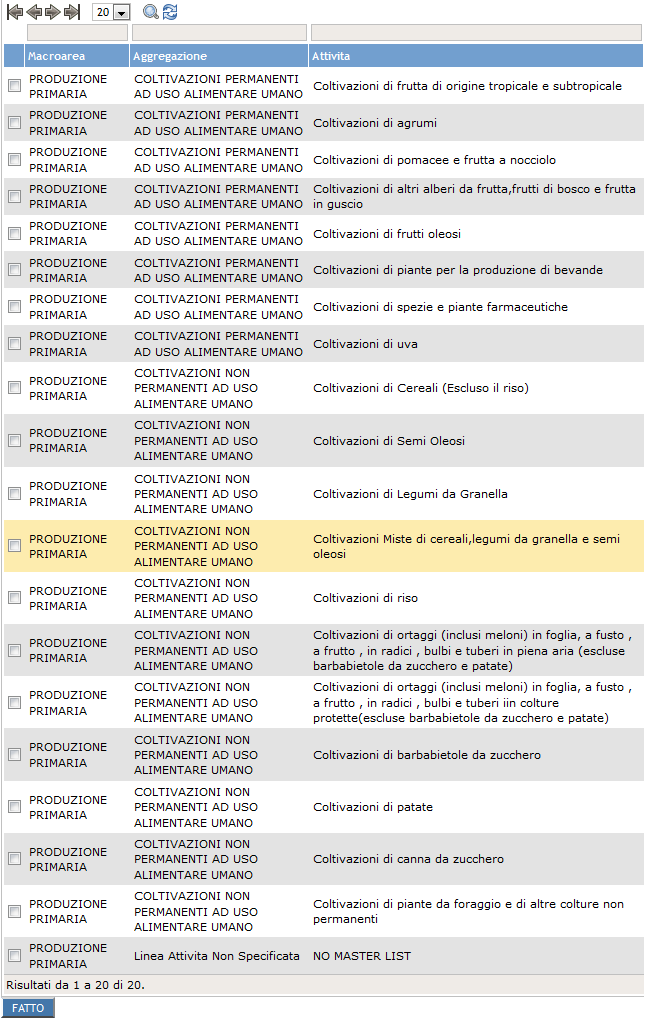 20
Macroarea Aggregazione Attivita
PRODUZIONE COLTIVAZIONI PERMANENTI
PRIMARIA AD USO ALIMENTARE UMANO Coltivazioni di frutta di origine tropicale e subtropicale
PRODUZIONE COLTIVAZIONI PERMANENTI
PRIMARIA AD USO ALIMENTARE UMANO Coltivazioni di agrumi
PRODUZIONE COLTIVAZIONI PERMANENTI
PRIMARIA AD USO ALIMENTARE UMANO Coltivazioni di pomacee e frutta a nocciolo
PRODUZIONE COLTIVAZIONI PERMANENTI Coltivazioni di altri alberi da frutta,frutti di bosco e frutta
PRIMARIA AD USO ALIMENTARE UMANO in guscio
PRODUZIONE COLTIVAZIONI PERMANENTI
PRIMARIA AD USO ALIMENTARE UMANO Coltivazioni di frutti oleosi
PRODUZIONE COLTIVAZIONI PERMANENTI
PRIMARIA AD USO ALIMENTARE UMANO Coltivazioni di piante per la produzione di bevande
PRODUZIONE COLTIVAZIONI PERMANENTI
PRIMARIA AD USO ALIMENTARE UMANO Coltivazioni di spezie e piante farmaceutiche
PRODUZIONE COLTIVAZIONI PERMANENTI
PRIMARIA AD USO ALIMENTARE UMANO Coltivazioni di uva
PRODUZIONE COLTIVAZIONI NON
PRIMARIA PERMANENTI AD USO Coltivazioni di Cereali (Escluso il riso)
ALIMENTARE UMANO
PRODUZIONE COLTIVAZIONI NON
PRIMARIA PERMANENTI AD USO Coltivazioni di Semi Oleosi
ALIMENTARE UMANO
PRODUZIONE COLTIVAZIONI NON
PRIMARIA PERMANENTI AD USO Coltivazioni di Legumi da Granella
ALIMENTARE UMANO
PRODUZIONE COLTIVAZIONI NON Coltivazioni Miste di cereali,legumi da granella e semi
PRIMARIA PERMANENTI AD USO oleosi
ALIMENTARE UMANO
PRODUZIONE COLTIVAZIONI NON
PRIMARIA PERMANENTI AD USO Coltivazioni di riso
ALIMENTARE UMANO
PRODUZIONE COLTIVAZIONI NON Coltivazioni di ortaggi (inclusi meloni) in foglia, a fusto ,
PRIMARIA PERMANENTI AD USO a frutto , in radici , bulbi e tuberi in piena aria (escluse
ALIMENTARE UMANO barbabietole da zucchero e patate)
PRODUZIONE COLTIVAZIONI NON Coltivazioni di ortaggi (inclusi meloni) in foglia, a fusto ,
PRIMARIA PERMANENTI AD USO a frutto , in radici , bulbi e tuberi iin colture
ALIMENTARE UMANO protette(escluse barbabietole da zucchero e patate)
PRODUZIONE COLTIVAZIONI NON
PRIMARIA PERMANENTI AD USO Coltivazioni di barbabietole da zucchero
ALIMENTARE UMANO
PRODUZIONE COLTIVAZIONI NON
PRIMARIA PERMANENTI AD USO Coltivazioni di patate
ALIMENTARE UMANO
PRODUZIONE COLTIVAZIONI NON
PRIMARIA PERMANENTI AD USO Coltivazioni di canna da zucchero
ALIMENTARE UMANO
PRODUZIONE COLTIVAZIONI NON Coltivazioni di piante da foraggio e di altre colture non
PRIMARIA PERMANENTI AD USO permanenti
ALIMENTARE UMANO
PRODUZIONE
PRIMARIA Linea Attivita Non Specificata NO MASTER LIST
Risultati da 1 a 20 di 20.
FATTO